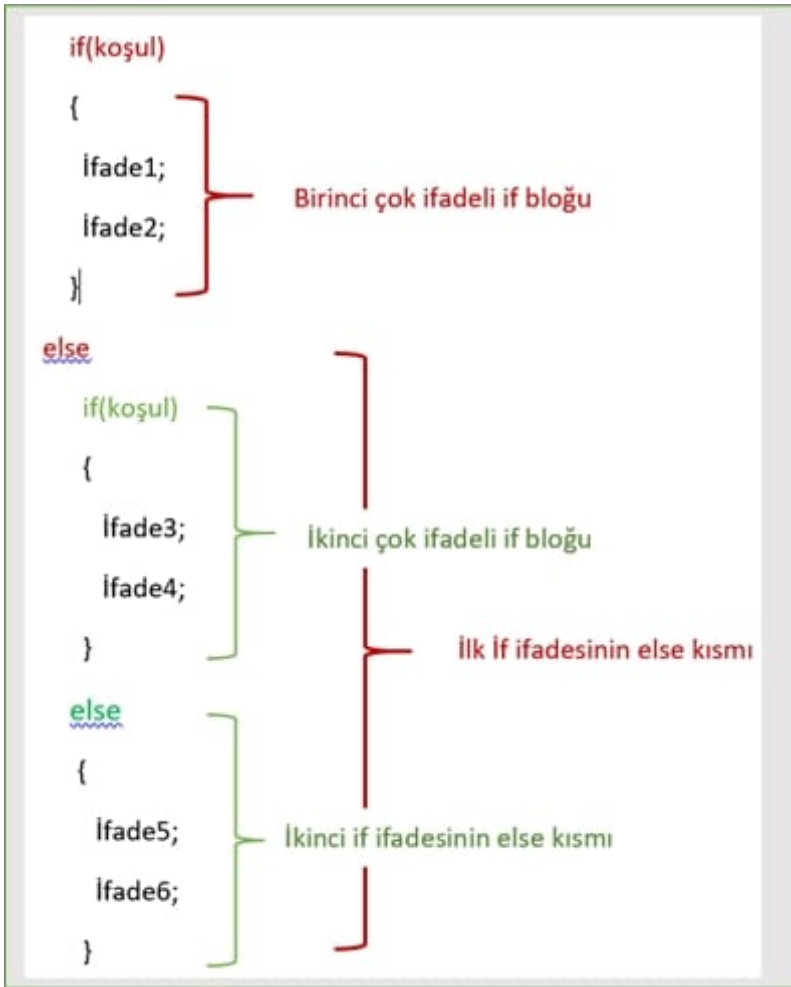 if(koşul)
{
İfade1;
İfade2;
}
Birinci çok ifadeli if bloğu
else
if(koşul)
{
İfade3;
İfade4;
}
İkinci çok ifadeli if bloğu
İlk İf ifadesinin else kısmı
else
{
İfade5;
İfade6;
}
İkinci if ifadesinin else kısmı